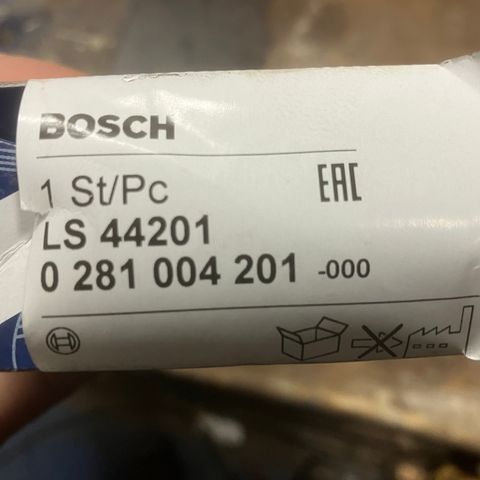 BOSCH
1 St/Pc EAC
LS 44201
0 281 004 201 -000